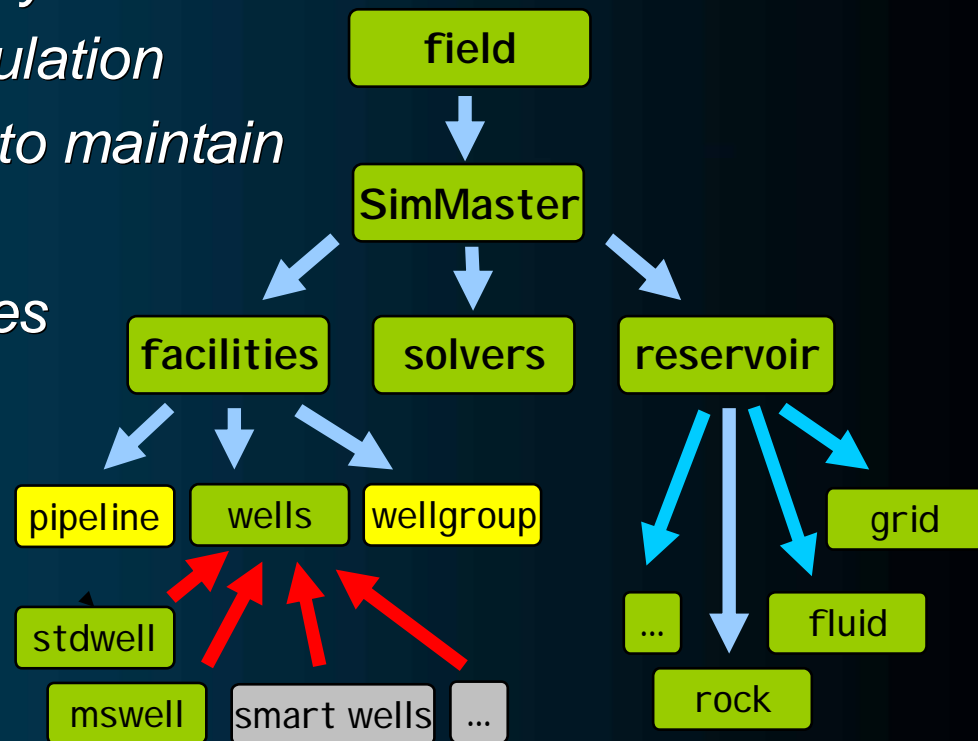 field
ulation
to maintain
SimMaster
es
facilities solvers reservoir
pipeline wells wellgroup grid
stdwell ... fluid
mswell smart wells ... rock